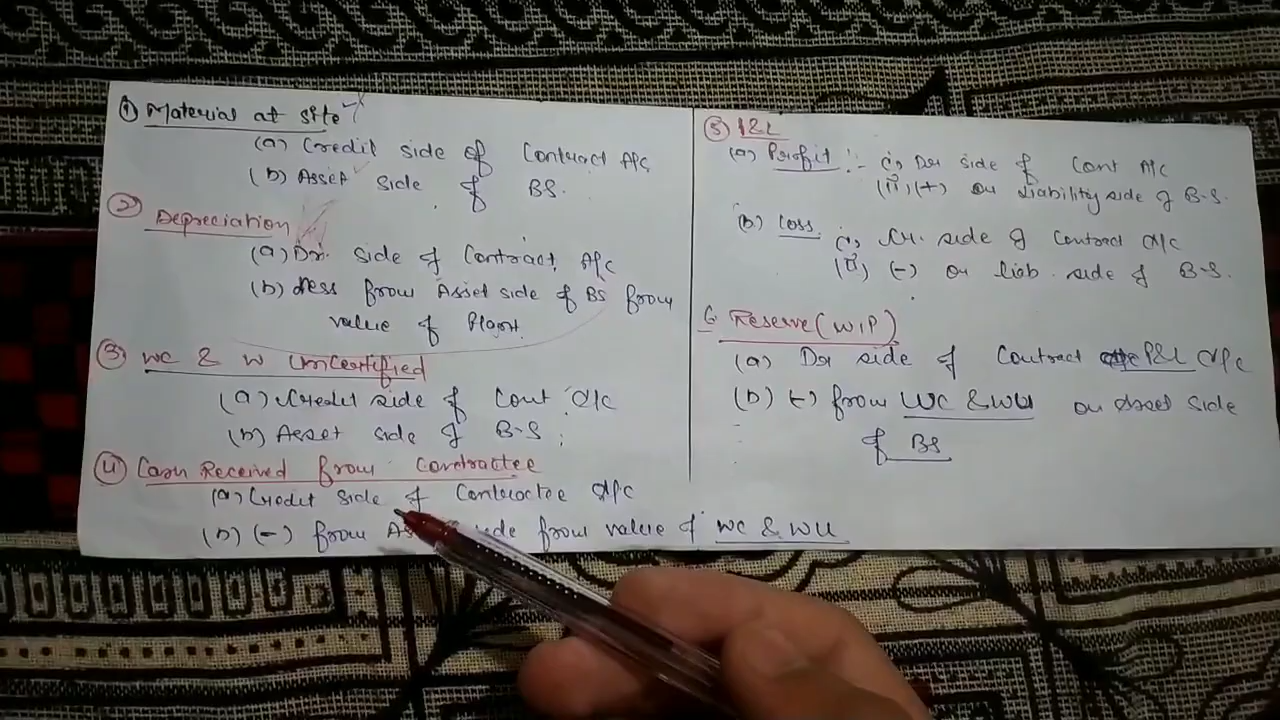 ① Material at site
(a) Credit side of Contract A/c
(b) Asset side of BS.
② Depreciation
(a) Dr. side of Contract A/c
(b) Less from Asset side of BS from
value of Plant.
③ WC & W Uncertified
(a) Credit side of Cont A/c
(b) Asset side of B-S
④ Cash Received from Contractee
(a) Credit side of Contractee A/c
(b) (-) from side from value of WC & WU
⑤ P&L
(a) Profit :- (i) Dr side of Cont A/c
(ii) (+) on Liability side of B-S.
(b) Loss (i) Cr. side of Contract A/c
(ii) (-) on Liab. side of B-S.
6 Reserve (WIP)
(a) Dr side of Contract P&L A/c
(b) (-) from WC & WU on Asset side
of BS